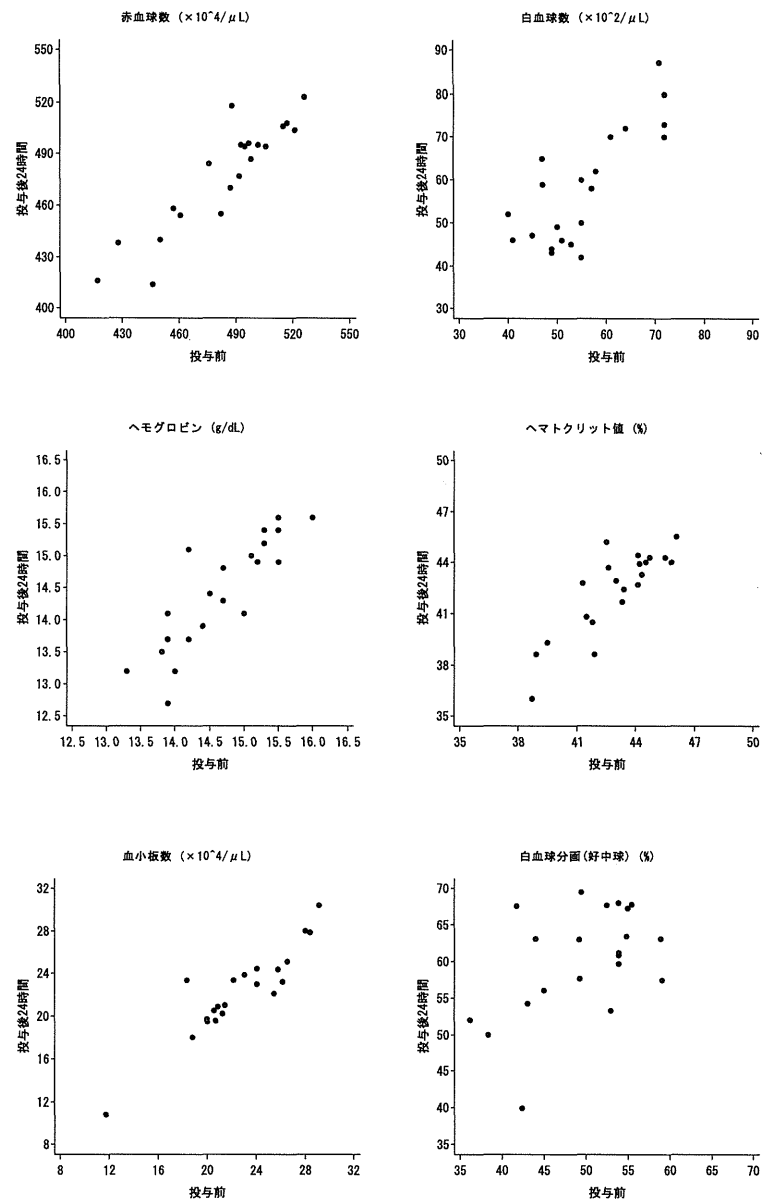 赤血球数 (×10^4/μL)
550
520
490
460
430
400
投与後24時間
400 430 460 490 520 550
投与前
白血球数 (×10^2/μL)
90
80
70
60
50
40
30
投与後24時間
30 40 50 60 70 80 90
投与前
ヘモグロビン (g/dL)
16.5
16.0
15.5
15.0
14.5
14.0
13.5
13.0
12.5
投与後24時間
12.5 13.0 13.5 14.0 14.5 15.0 15.5 16.0 16.5
投与前
ヘマトクリット値 (%)
50
47
44
41
38
35
投与後24時間
35 38 41 44 47 50
投与前
血小板数 (×10^4/μL)
32
28
24
20
16
12
8
投与後24時間
8 12 16 20 24 28 32
投与前
白血球分画(好中球) (%)
70
65
60
55
50
45
40
35
投与後24時間
35 40 45 50 55 60 65 70
投与前